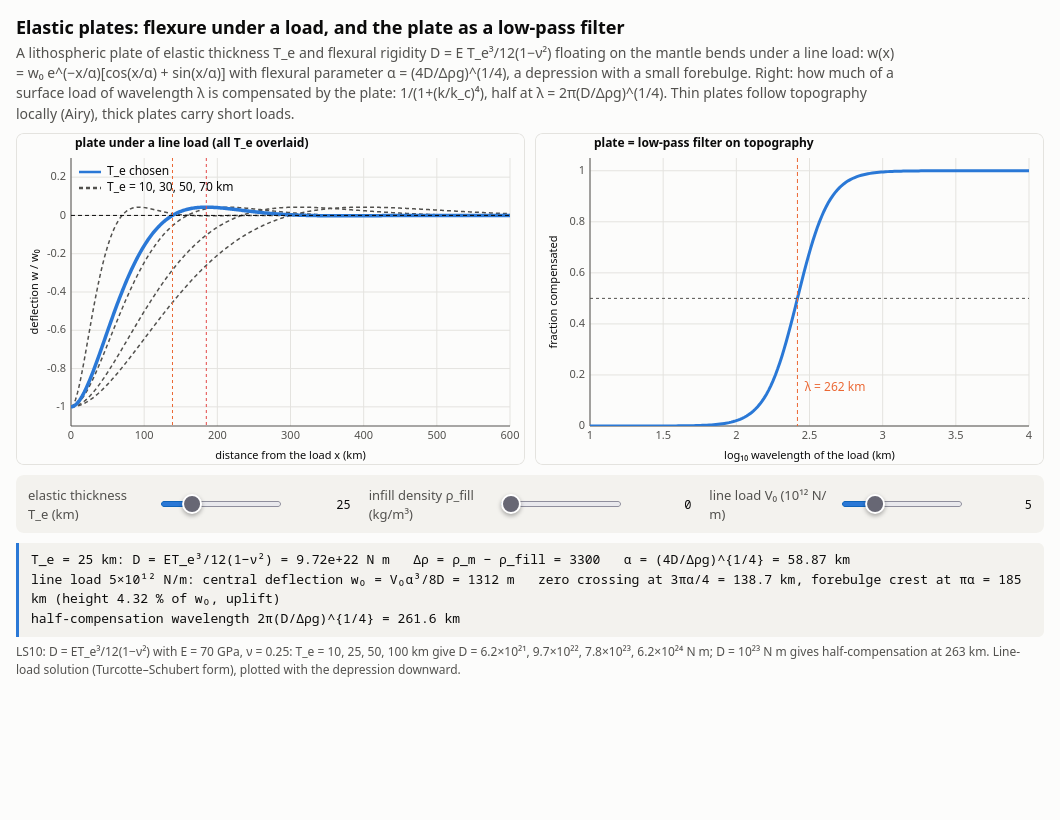 Elastic plates: flexure under a load, and the plate as a low-pass filter
A lithospheric plate of elastic thickness T_e and flexural rigidity D = E T_e³/12(1−ν²) floating on the mantle bends under a line load: w(x)
= w₀ e^(−x/α)[cos(x/α) + sin(x/α)] with flexural parameter α = (4D/Δρg)^(1/4), a depression with a small forebulge. Right: how much of a
surface load of wavelength λ is compensated by the plate: 1/(1+(k/k_c)⁴), half at λ = 2π(D/Δρg)^(1/4). Thin plates follow topography
locally (Airy), thick plates carry short loads.
plate under a line load (all T_e overlaid)
T_e chosen
T_e = 10, 30, 50, 70 km
0.2
0
-0.2
-0.4
-0.6
-0.8
-1
deflection w / w₀
0 100 200 300 400 500 600
distance from the load x (km)
plate = low-pass filter on topography
1
0.8
0.6
0.4
0.2
0
fraction compensated
λ = 262 km
1 1.5 2 2.5 3 3.5 4
log₁₀ wavelength of the load (km)
elastic thickness
T_e (km)
25
infill density ρ_fill
(kg/m³)
0
line load V₀ (10¹² N/
m)
5
T_e = 25 km: D = ET_e³/12(1−ν²) = 9.72e+22 N m Δρ = ρ_m − ρ_fill = 3300 α = (4D/Δρg)^{1/4} = 58.87 km
line load 5×10¹² N/m: central deflection w₀ = V₀α³/8D = 1312 m zero crossing at 3πα/4 = 138.7 km, forebulge crest at πα = 185
km (height 4.32 % of w₀, uplift)
half-compensation wavelength 2π(D/Δρg)^{1/4} = 261.6 km
LS10: D = ET_e³/12(1−ν²) with E = 70 GPa, ν = 0.25: T_e = 10, 25, 50, 100 km give D = 6.2×10²¹, 9.7×10²², 7.8×10²³, 6.2×10²⁴ N m; D = 10²³ N m gives half-compensation at 263 km. Line-
load solution (Turcotte–Schubert form), plotted with the depression downward.